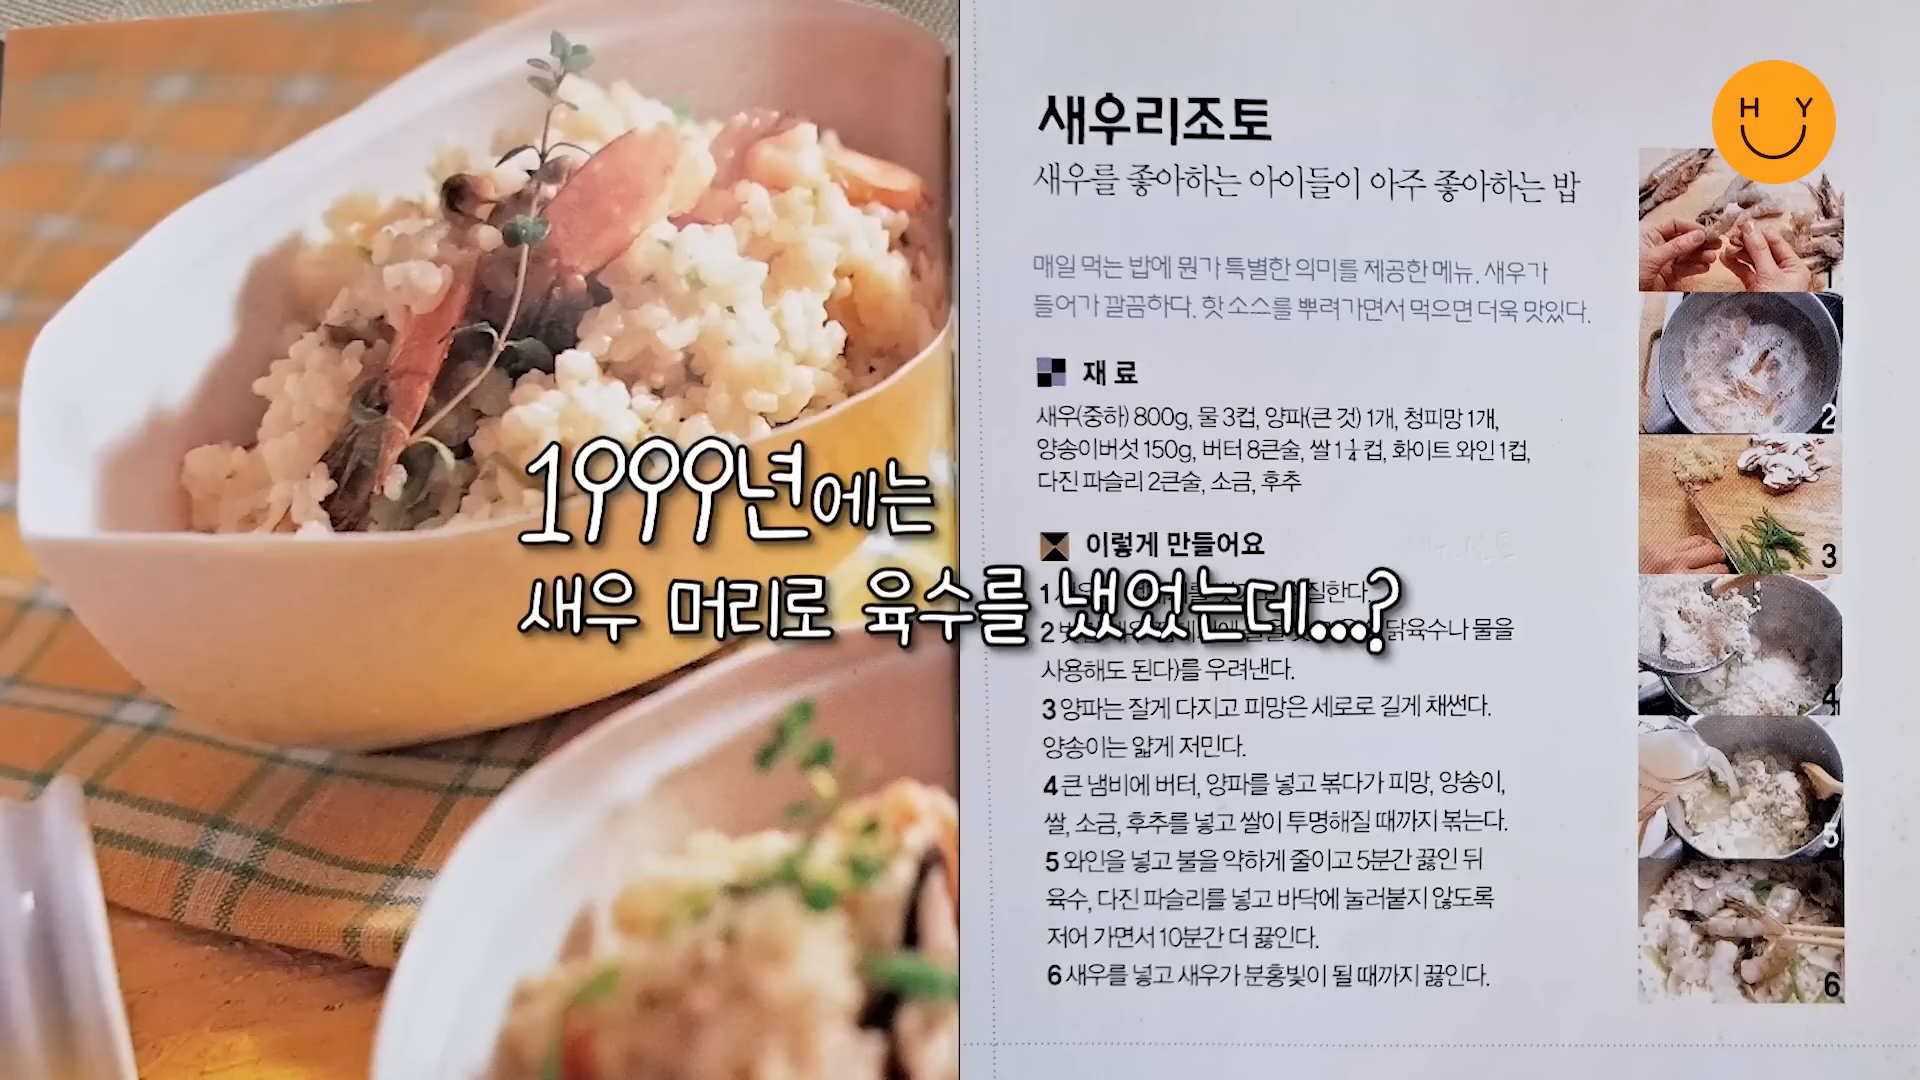 H Y
새우리조토
새우를 좋아하는 아이들이 아주 좋아하는 밥
매일 먹는 밥에 뭔가 특별한 의미를 제공한 메뉴. 새우가
들어가 깔끔하다. 핫 소스를 뿌려가면서 먹으면 더욱 맛있다.
재료
새우(중하) 800g, 물 3컵, 양파(큰 것) 1개, 청피망 1개,
양송이버섯 150g, 버터 8큰술, 쌀 1¼컵, 화이트 와인 1컵,
다진 파슬리 2큰술, 소금, 후추
이렇게 만들어요
1999년에는
새우 머리로 육수를 냈었는데...?
1 질한다.
2 닭육수나 물을
사용해도 된다)를 우려낸다.
3 양파는 잘게 다지고 피망은 세로로 길게 채썬다.
양송이는 얇게 저민다.
4 큰 냄비에 버터, 양파를 넣고 볶다가 피망, 양송이,
쌀, 소금, 후추를 넣고 쌀이 투명해질 때까지 볶는다.
5 와인을 넣고 불을 약하게 줄이고 5분간 끓인 뒤
육수, 다진 파슬리를 넣고 바닥에 눌러붙지 않도록
저어 가면서 10분간 더 끓인다.
6 새우를 넣고 새우가 분홍빛이 될 때까지 끓인다.
1
2
3
4
5
6